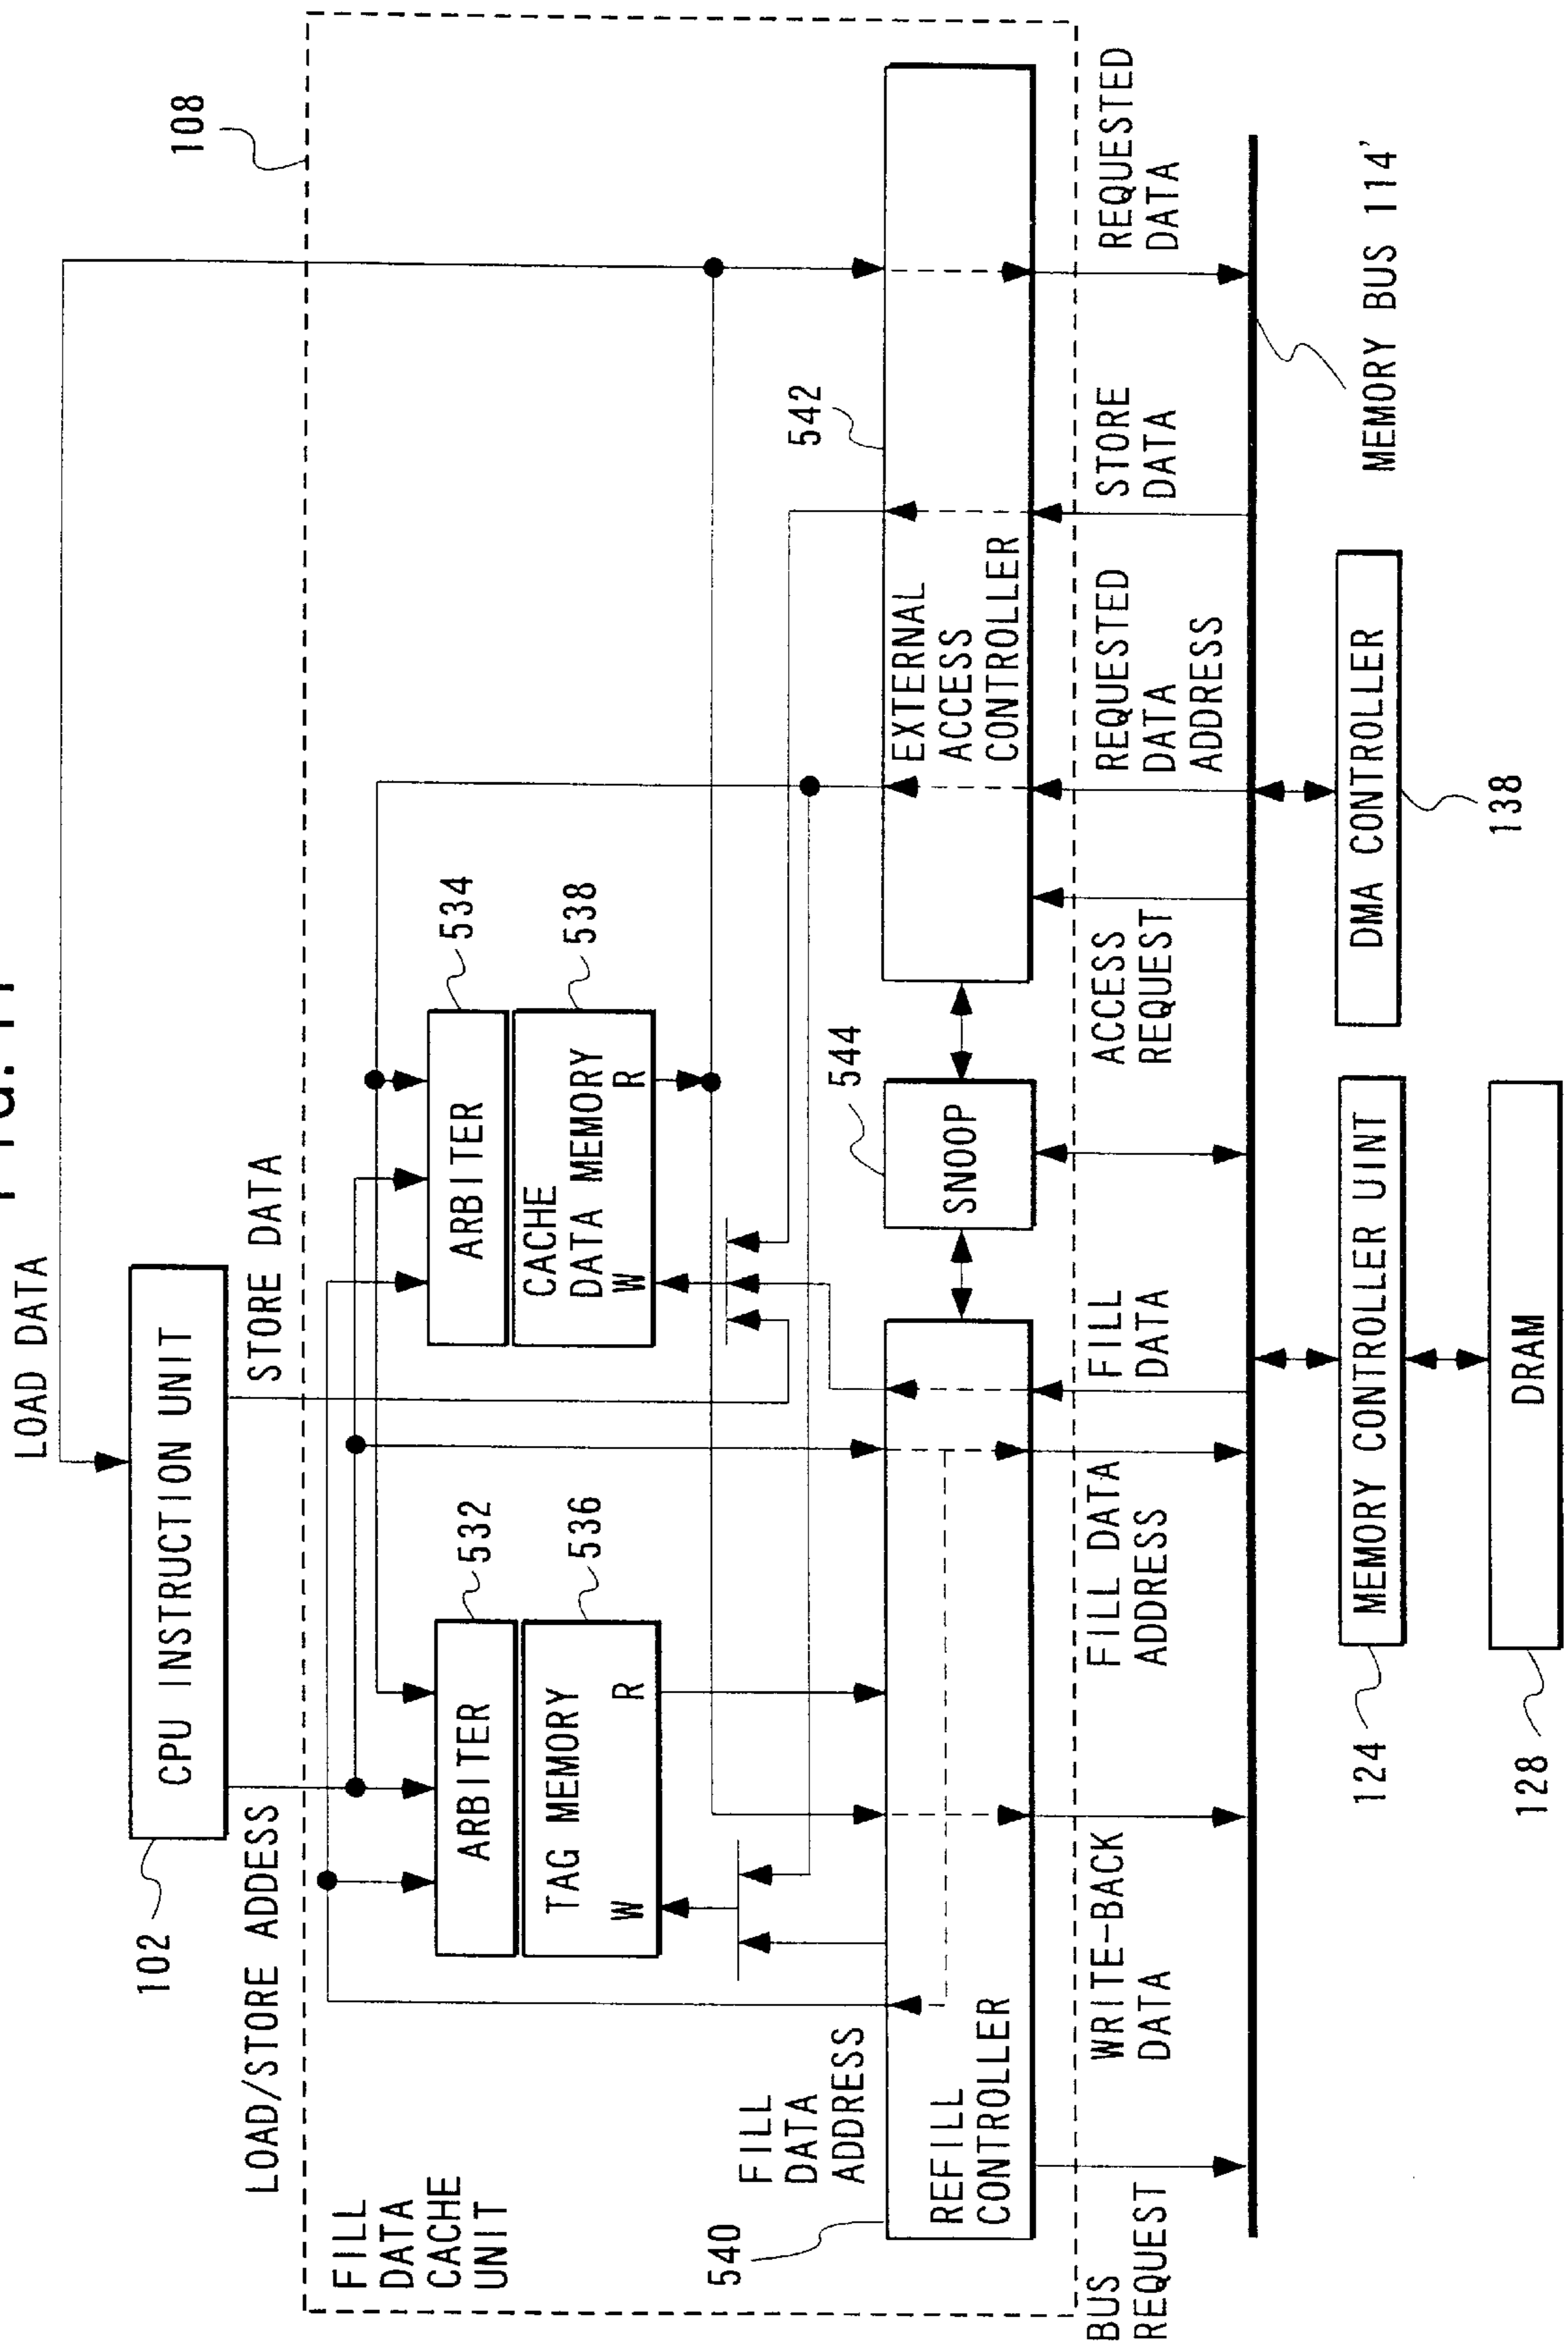 LOAD DATA
CPU INSTRUCTION UNIT
102
LOAD/STORE ADDESS
STORE DATA
108
FILL
DATA
CACHE
UNIT
ARBITER
532
TAG MEMORY
W
R
536
ARBITER
534
CACHE
DATA MEMORY
W
R
538
FILL
DATA
ADDRESS
540
REFILL
CONTROLLER
SNOOP
544
EXTERNAL
ACCESS
CONTROLLER
542
BUS
REQUEST
WRITE-BACK
DATA
FILL DATA
ADDRESS
FILL
DATA
ACCESS
REQUEST
REQUESTED
DATA
ADDRESS
STORE
DATA
REQUESTED
DATA
MEMORY BUS 114'
MEMORY CONTROLLER UINT
124
DMA CONTROLLER
138
DRAM
128